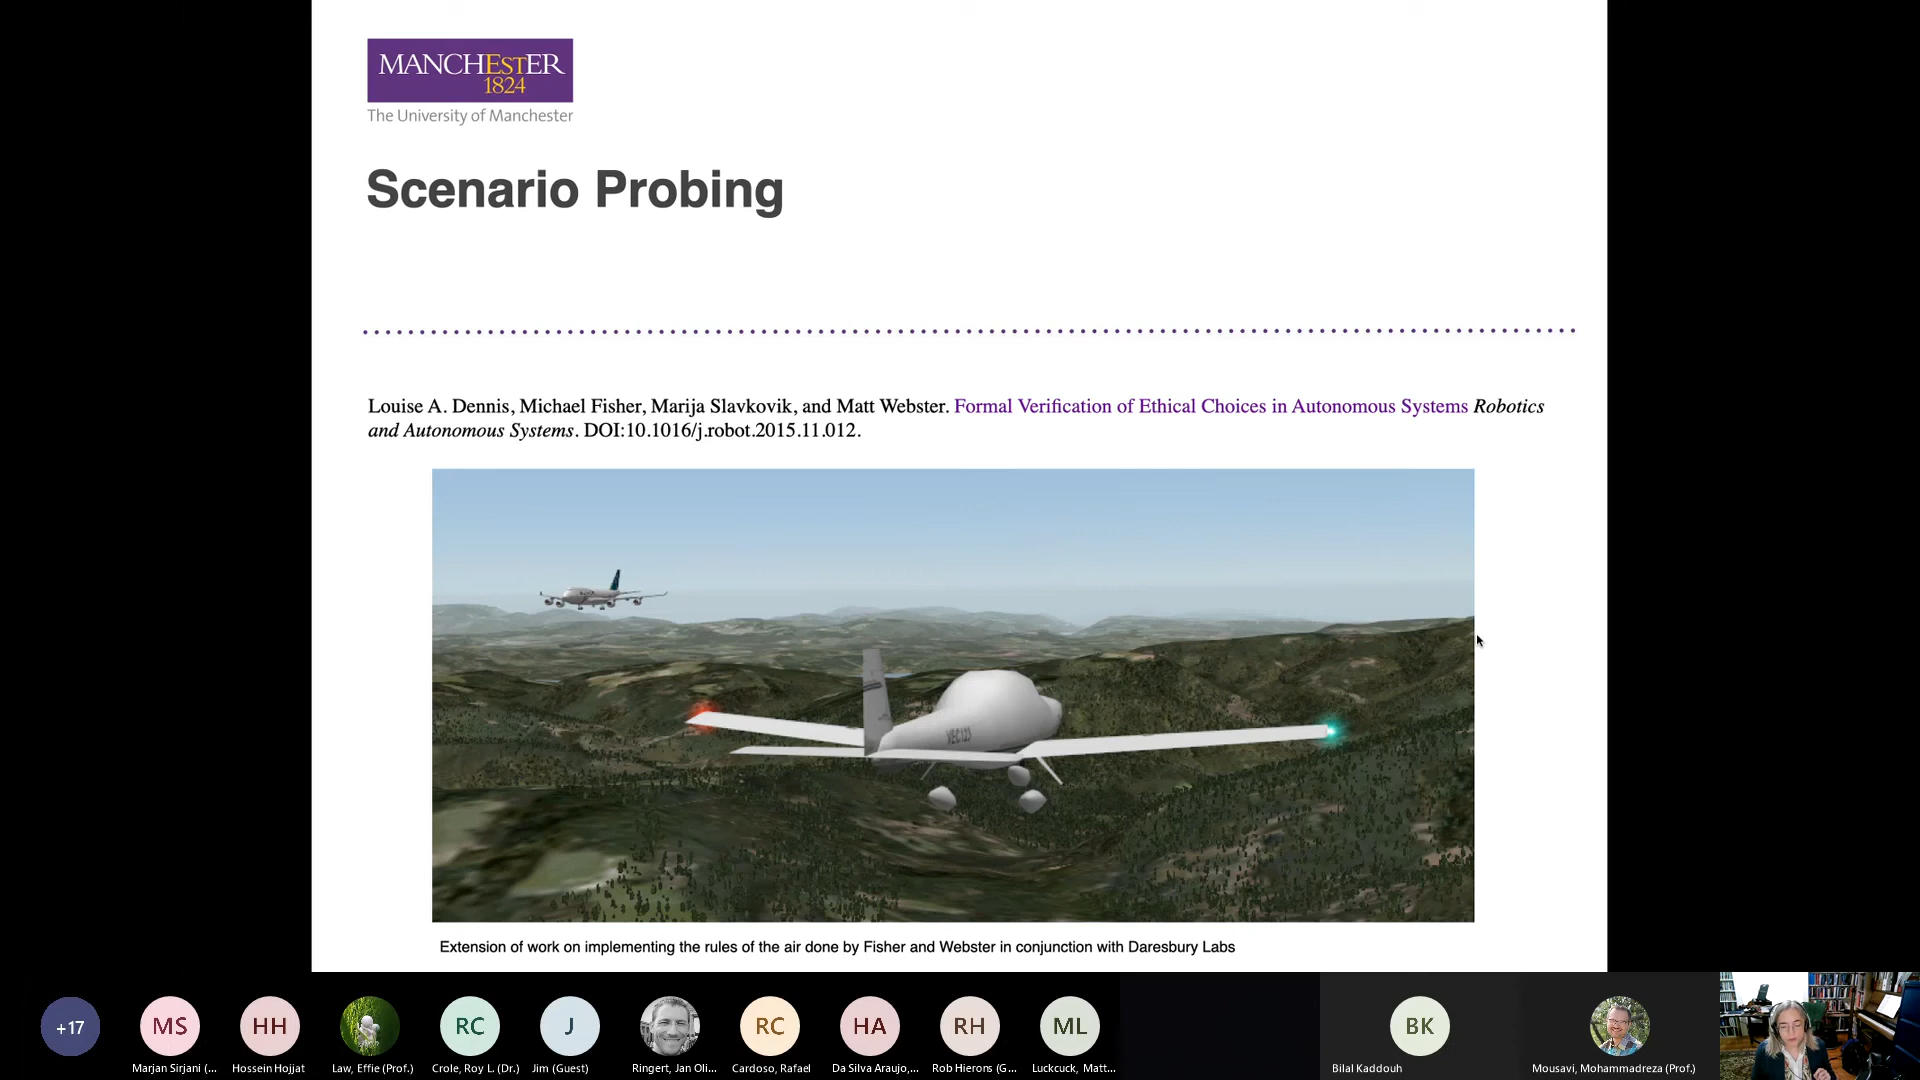 MANCHESTER
1824
The University of Manchester
Scenario Probing
Louise A. Dennis, Michael Fisher, Marija Slavkovik, and Matt Webster. Formal Verification of Ethical Choices in Autonomous Systems Robotics
and Autonomous Systems. DOI:10.1016/j.robot.2015.11.012.
Extension of work on implementing the rules of the air done by Fisher and Webster in conjunction with Daresbury Labs
+17
MS
HH
RC
J
RC
HA
RH
ML
BK
Marjan Sirjani (...
Hossein Hojjat
Law, Effie (Prof.)
Crole, Roy L. (Dr.)
Jim (Guest)
Ringert, Jan Oli...
Cardoso, Rafael
Da Silva Araujo,...
Rob Hierons (G...
Luckcuck, Matt...
Bilal Kaddouh
Mousavi, Mohammadreza (Prof.)